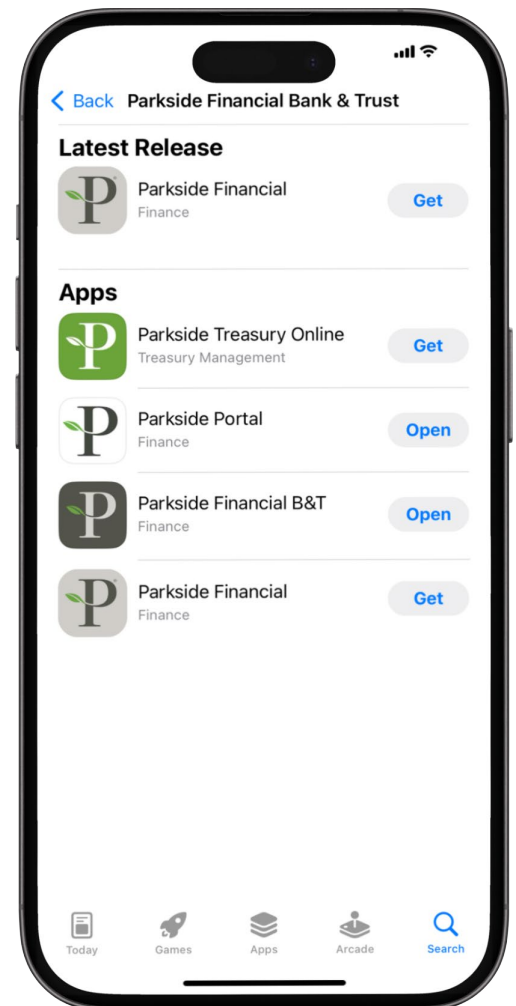 Back Parkside Financial Bank & Trust
Latest Release
P
Parkside Financial
Finance
Get
Apps
P
Parkside Treasury Online
Treasury Management
Get
P
Parkside Portal
Finance
Open
P
Parkside Financial B&T
Finance
Open
P
Parkside Financial
Finance
Get
Today Games Apps Arcade Search